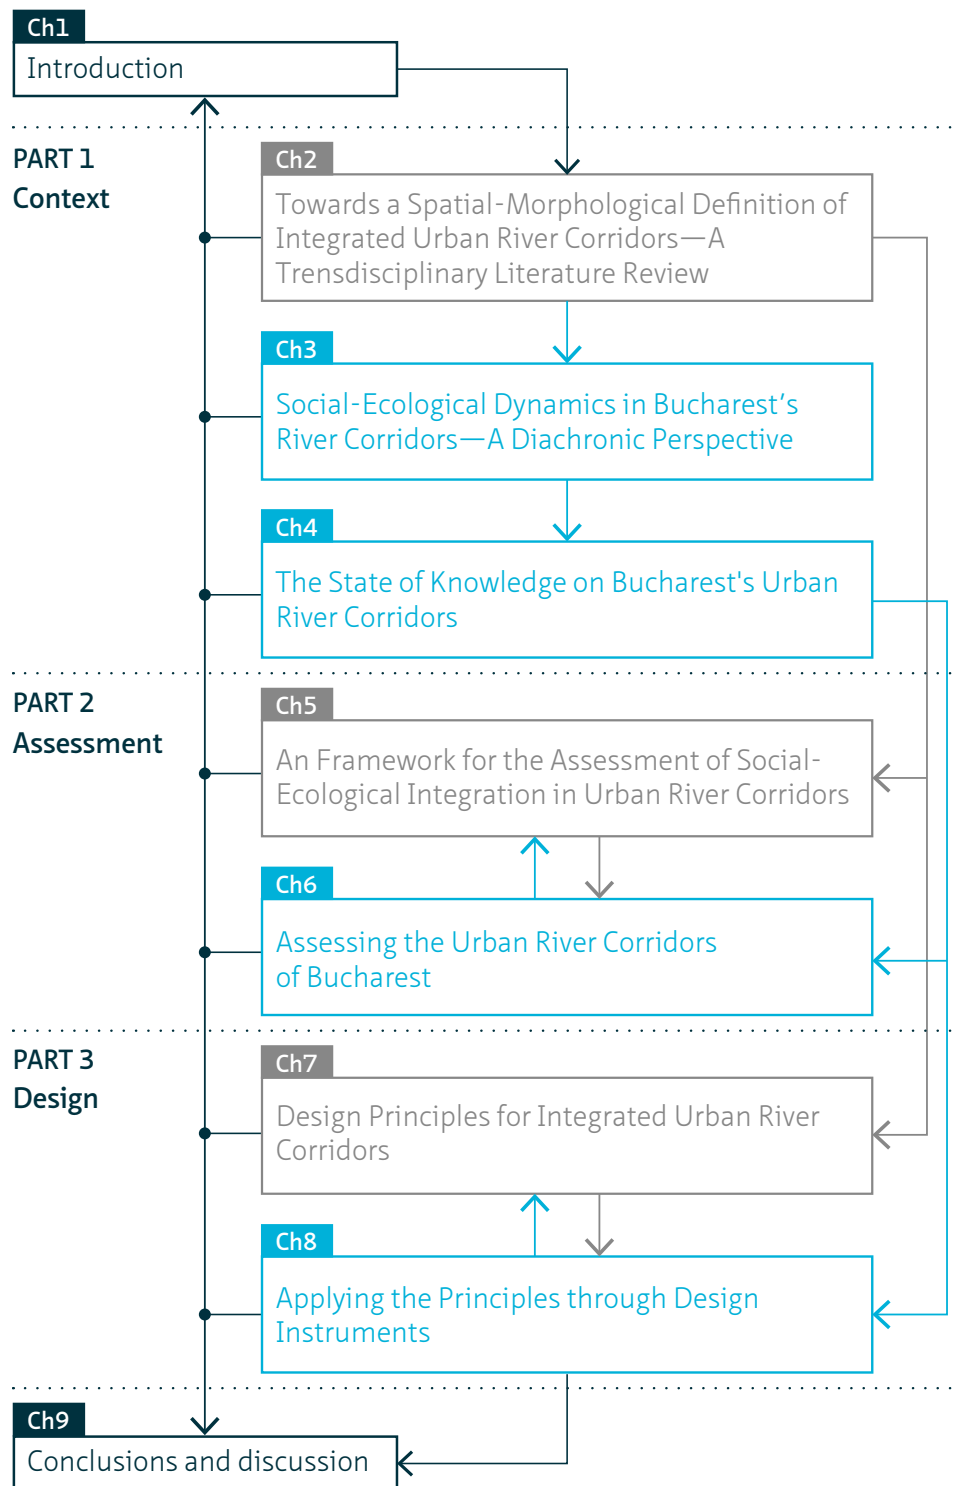 Ch1
Introduction
PART 1
Context
Ch2
Towards a Spatial-Morphological Definition of
Integrated Urban River Corridors—A
Trensdisciplinary Literature Review
Ch3
Social-Ecological Dynamics in Bucharest’s
River Corridors—A Diachronic Perspective
Ch4
The State of Knowledge on Bucharest's Urban
River Corridors
PART 2
Assessment
Ch5
An Framework for the Assessment of Social-
Ecological Integration in Urban River Corridors
Ch6
Assessing the Urban River Corridors
of Bucharest
PART 3
Design
Ch7
Design Principles for Integrated Urban River
Corridors
Ch8
Applying the Principles through Design
Instruments
Ch9
Conclusions and discussion